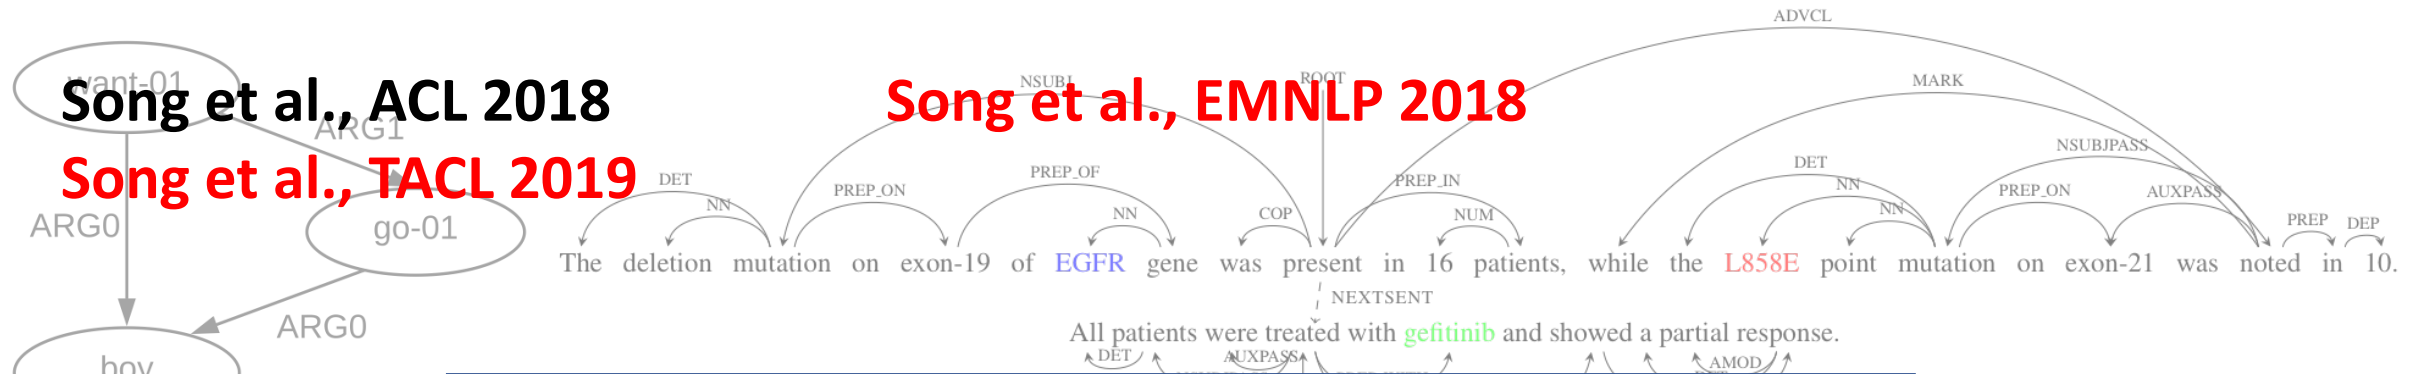 want-01
Song et al., ACL 2018
ARG1
Song et al., TACL 2019
ARG0
go-01
ARG0
boy
Song et al., EMNLP 2018
ADVCL
NSUBJ
ROOT
MARK
NSUBJPASS
DET
DET
PREP_ON
PREP_OF
PREP_IN
NN
PREP_ON
AUXPASS
NN
NN
COP
NUM
NN
PREP
DEP
The deletion mutation on exon-19 of EGFR gene was present in 16 patients, while the L858E point mutation on exon-21 was noted in 10.
NEXTSENT
All patients were treated with gefitinib and showed a partial response.
DET
AUXPASS
AMOD